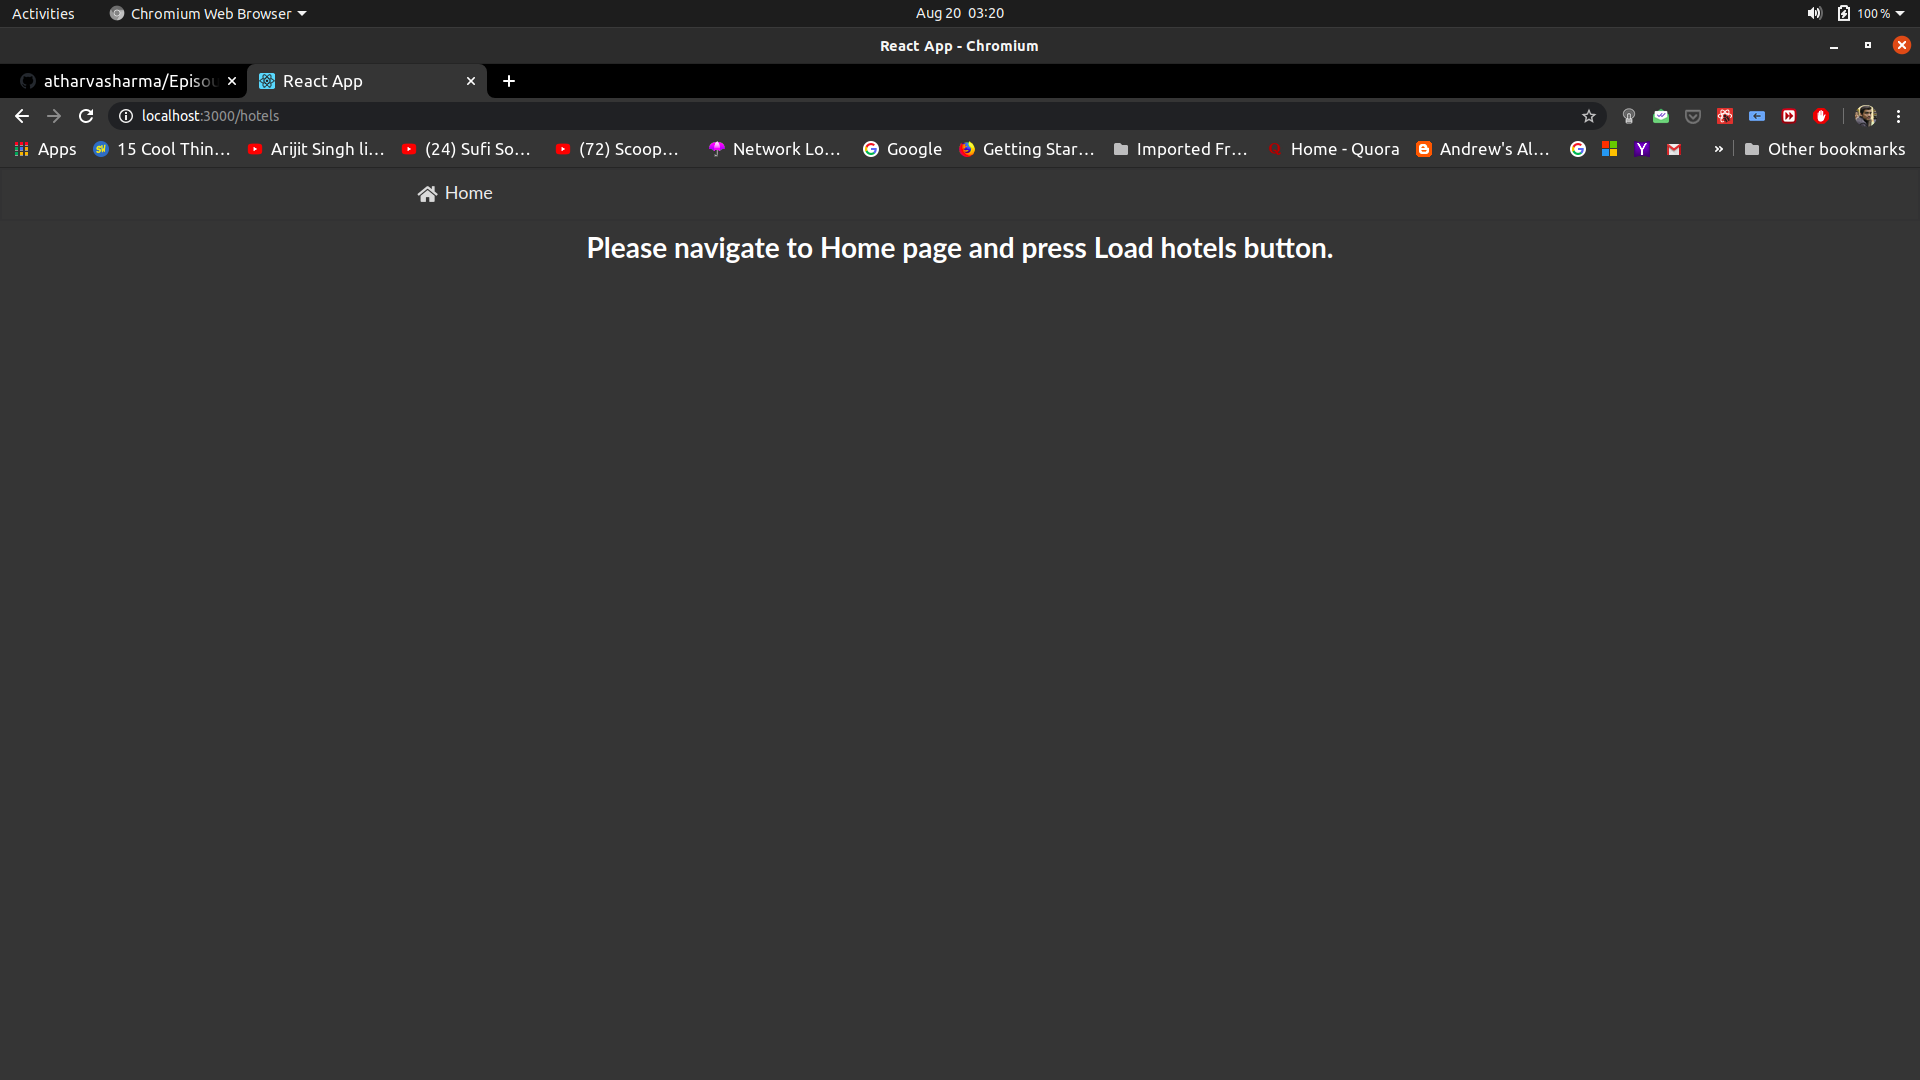 Activities
Chromium Web Browser
Aug 20 03:20
100 %
React App - Chromium
atharvasharma/Episou
React App
localhost:3000/hotels
Apps
15 Cool Thin...
Arijit Singh li...
(24) Sufi So...
(72) Scoop...
Network Lo...
Google
Getting Star...
Imported Fr...
Home - Quora
Andrew's Al...
»
Other bookmarks
Home
Please navigate to Home page and press Load hotels button.